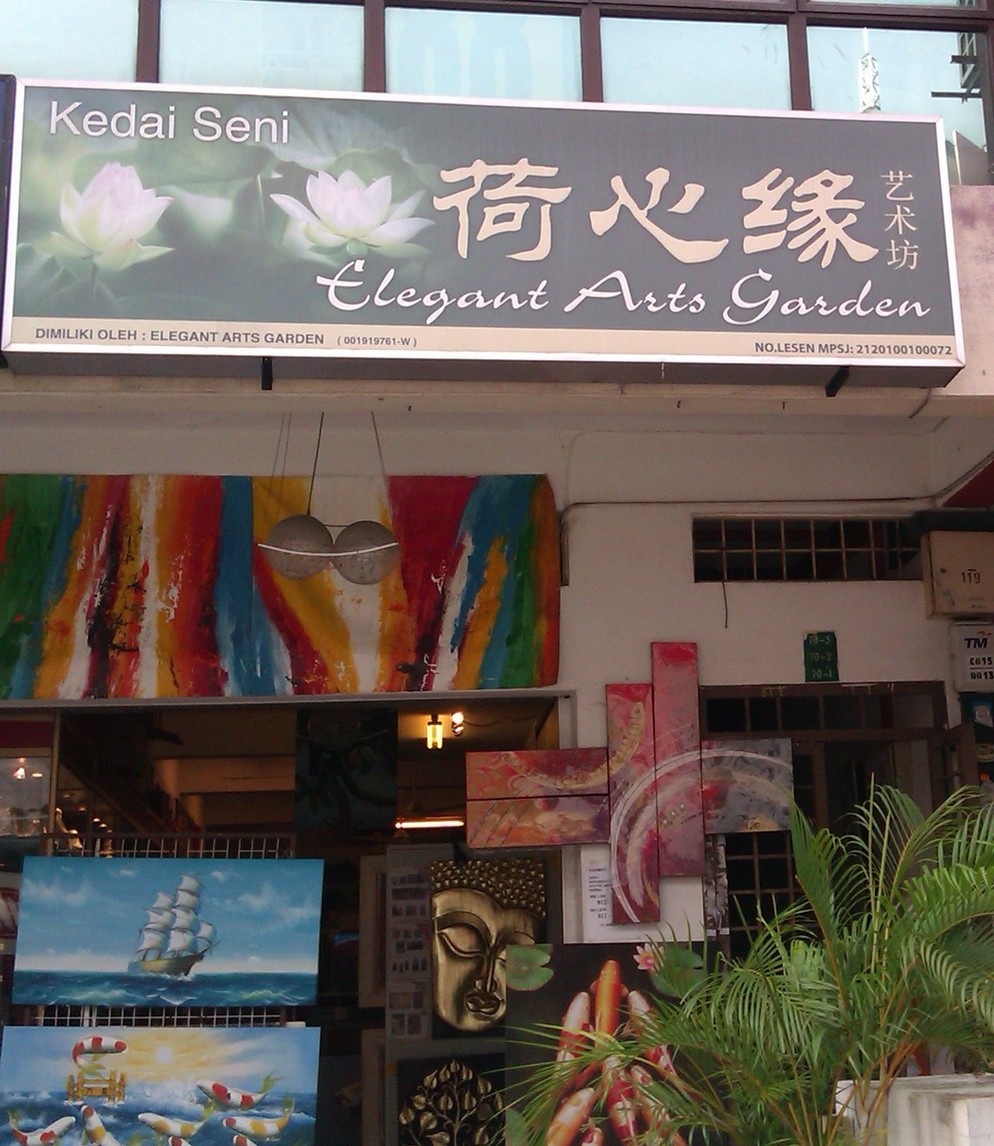 Kedai Seni
荷心缘
艺术坊
Elegant Arts Garden
DIMILIKI OLEH : ELEGANT ARTS GARDEN ( 001919761-W )
NO.LESEN MPSJ: 2120100100072
119
TM